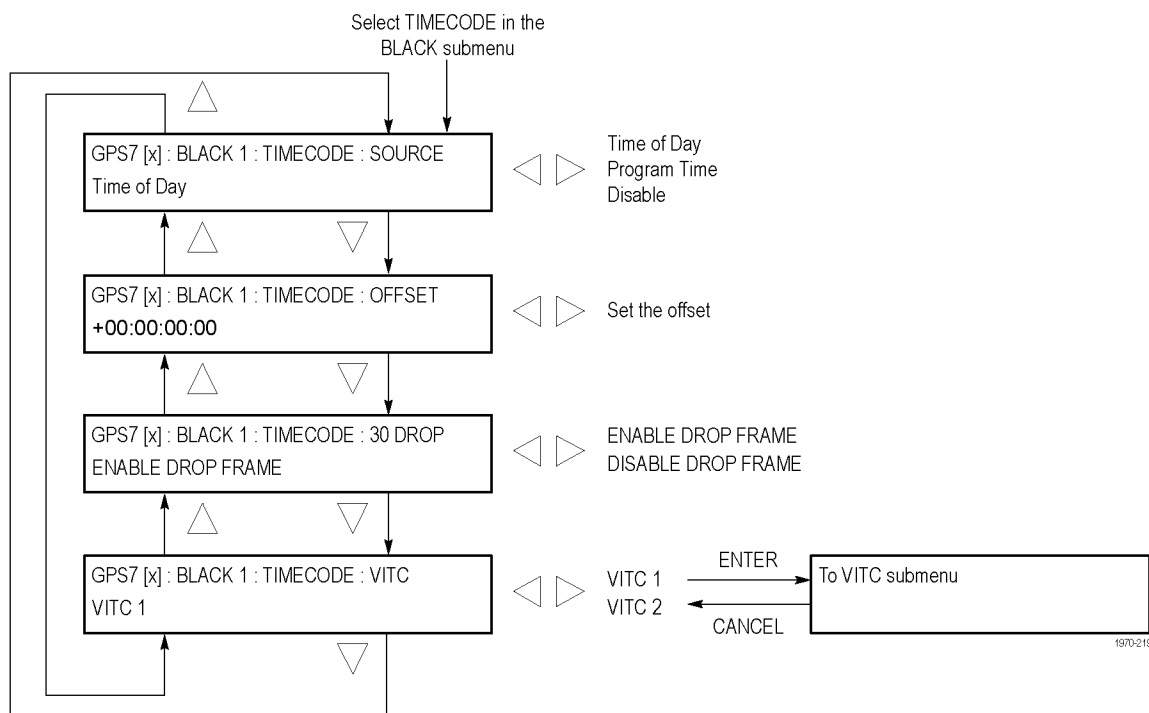 Select TIMECODE in the
BLACK submenu
GPS7 [x] : BLACK 1 : TIMECODE : SOURCE
Time of Day
Time of Day
Program Time
Disable
GPS7 [x] : BLACK 1 : TIMECODE : OFFSET
+00:00:00:00
Set the offset
GPS7 [x] : BLACK 1 : TIMECODE : 30 DROP
ENABLE DROP FRAME
ENABLE DROP FRAME
DISABLE DROP FRAME
GPS7 [x] : BLACK 1 : TIMECODE : VITC
VITC 1
VITC 1
VITC 2
ENTER
CANCEL
To VITC submenu
1970-219